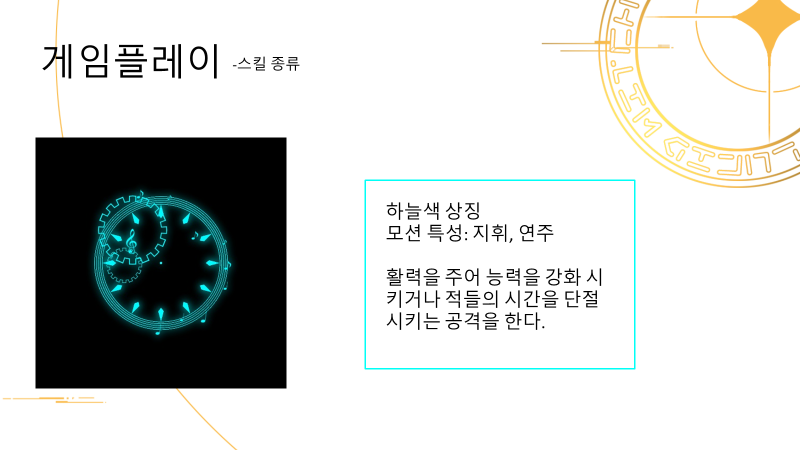 게임플레이 -스킬 종류
하늘색 상징
모션 특성: 지휘, 연주
활력을 주어 능력을 강화 시
키거나 적들의 시간을 단절
시키는 공격을 한다.